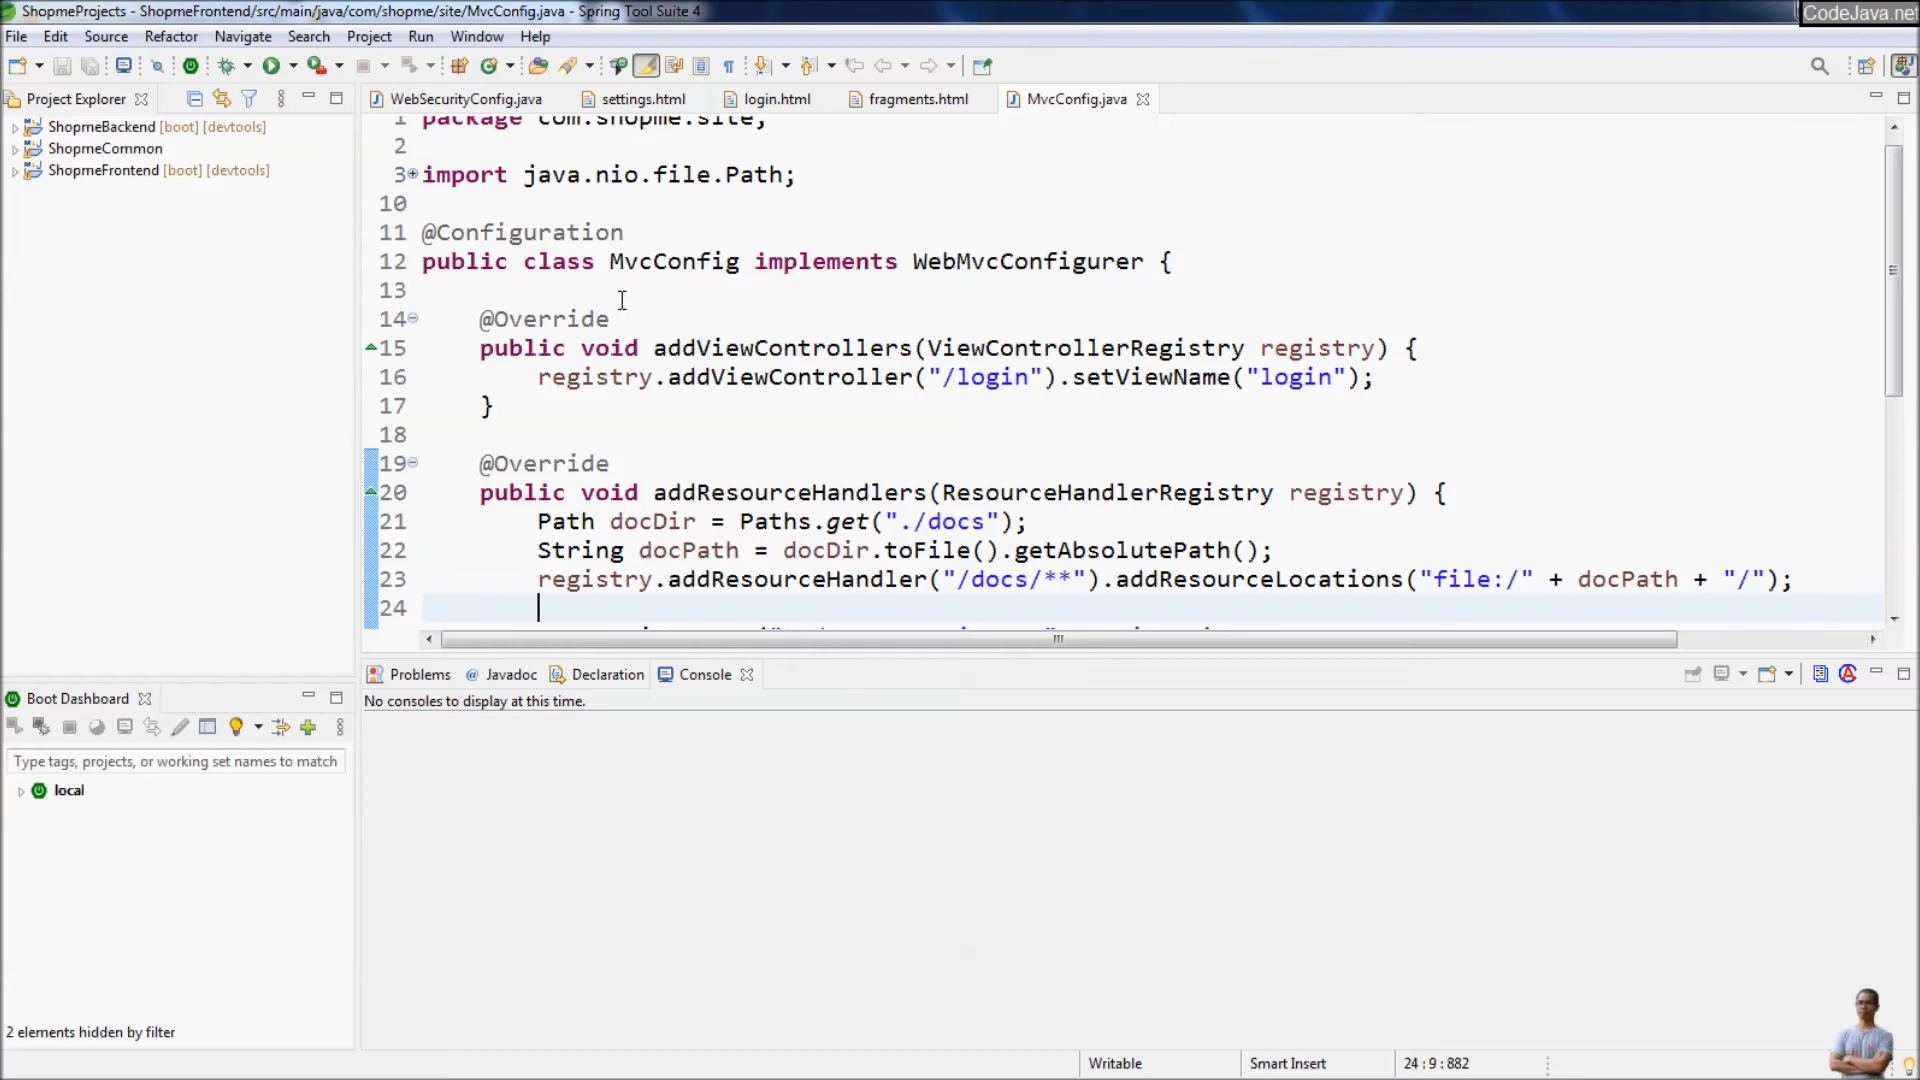 ShopmeProjects - ShopmeFrontend/src/main/java/com/shopme/site/MvcConfig.java - Spring Tool Suite 4
CodeJava.net
File Edit Source Refactor Navigate Search Project Run Window Help
Project Explorer
WebSecurityConfig.java settings.html login.html fragments.html MvcConfig.java
ShopmeBackend [boot] [devtools]
ShopmeCommon
ShopmeFrontend [boot] [devtools]
1 package com.shopme.site;
2
3 import java.nio.file.Path;
10
11 @Configuration
12 public class MvcConfig implements WebMvcConfigurer {
13
14 @Override
15 public void addViewControllers(ViewControllerRegistry registry) {
16 registry.addViewController("/login").setViewName("login");
17 }
18
19 @Override
20 public void addResourceHandlers(ResourceHandlerRegistry registry) {
21 Path docDir = Paths.get("./docs");
22 String docPath = docDir.toFile().getAbsolutePath();
23 registry.addResourceHandler("/docs/**").addResourceLocations("file:/" + docPath + "/");
24
Problems @ Javadoc Declaration Console
No consoles to display at this time.
Boot Dashboard
Type tags, projects, or working set names to match
local
2 elements hidden by filter
Writable Smart Insert 24 : 9 : 882